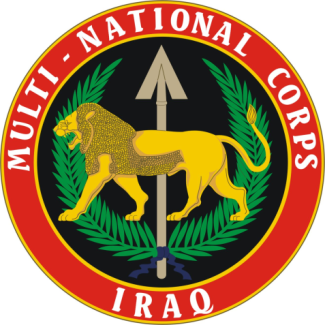 MULTI - NATIONAL CORPS
IRAQ